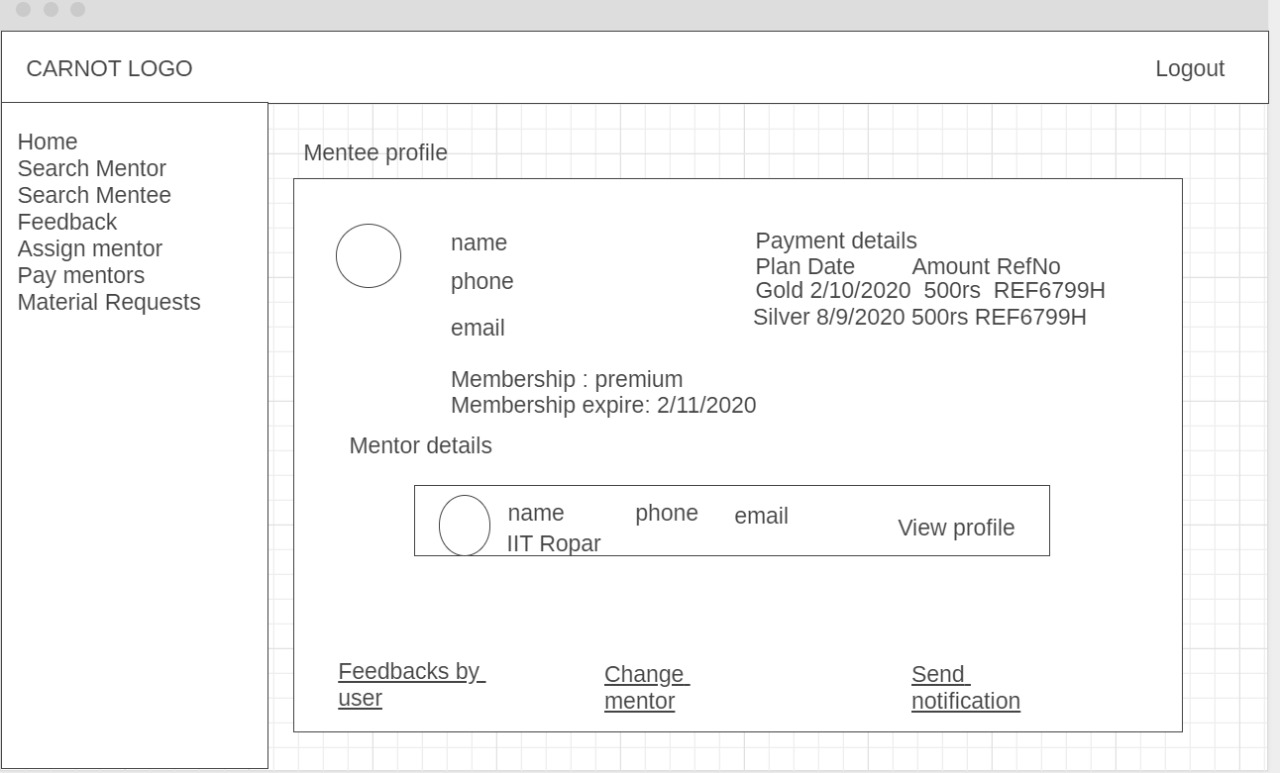 CARNOT LOGO
Logout
Home
Search Mentor
Search Mentee
Feedback
Assign mentor
Pay mentors
Material Requests
Mentee profile
name
phone
email
Membership : premium
Membership expire: 2/11/2020
Payment details
Plan Date Amount RefNo
Gold 2/10/2020 500rs REF6799H
Silver 8/9/2020 500rs REF6799H
Mentor details
name phone email
IIT Ropar
View profile
Feedbacks by
user
Change
mentor
Send
notification